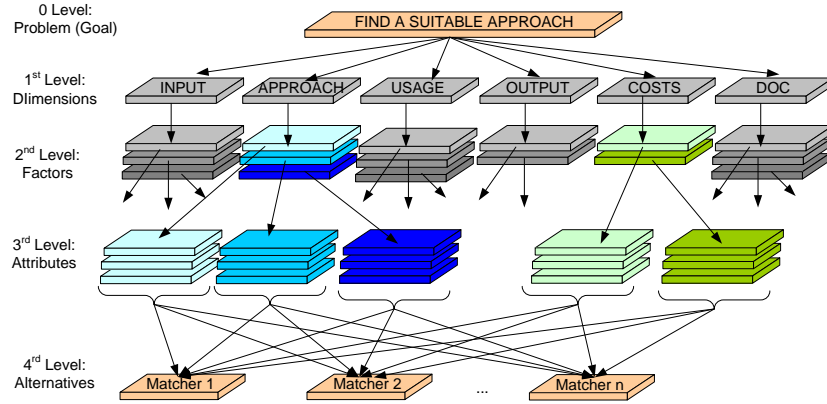 0 Level:
Problem (Goal)
FIND A SUITABLE APPROACH
1st Level:
DIimensions
INPUT
APPROACH
USAGE
OUTPUT
COSTS
DOC
2nd Level:
Factors
3rd Level:
Attributes
4rd Level:
Alternatives
Matcher 1
Matcher 2
...
Matcher n